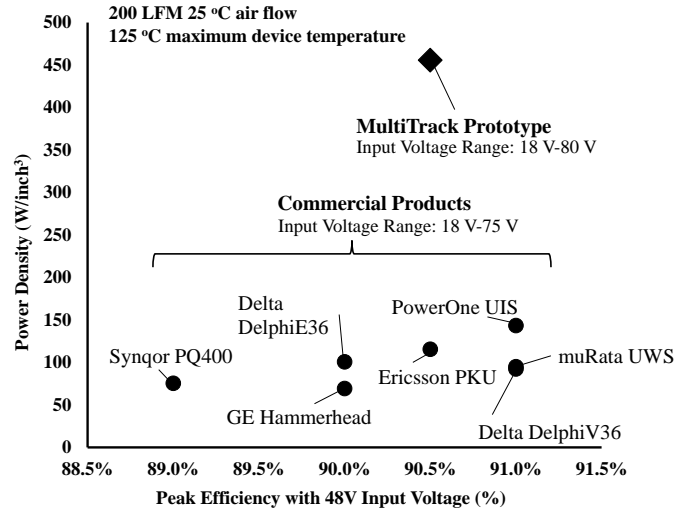 200 LFM 25 °C air flow
125 °C maximum device temperature
500
450
400
350
300
250
200
150
100
50
0
Power Density (W/inch³)
MultiTrack Prototype
Input Voltage Range: 18 V-80 V
Commercial Products
Input Voltage Range: 18 V-75 V
Delta
DelphiE36
PowerOne UIS
Synqor PQ400
muRata UWS
Ericsson PKU
GE Hammerhead
Delta DelphiV36
88.5% 89.0% 89.5% 90.0% 90.5% 91.0% 91.5%
Peak Efficiency with 48V Input Voltage (%)